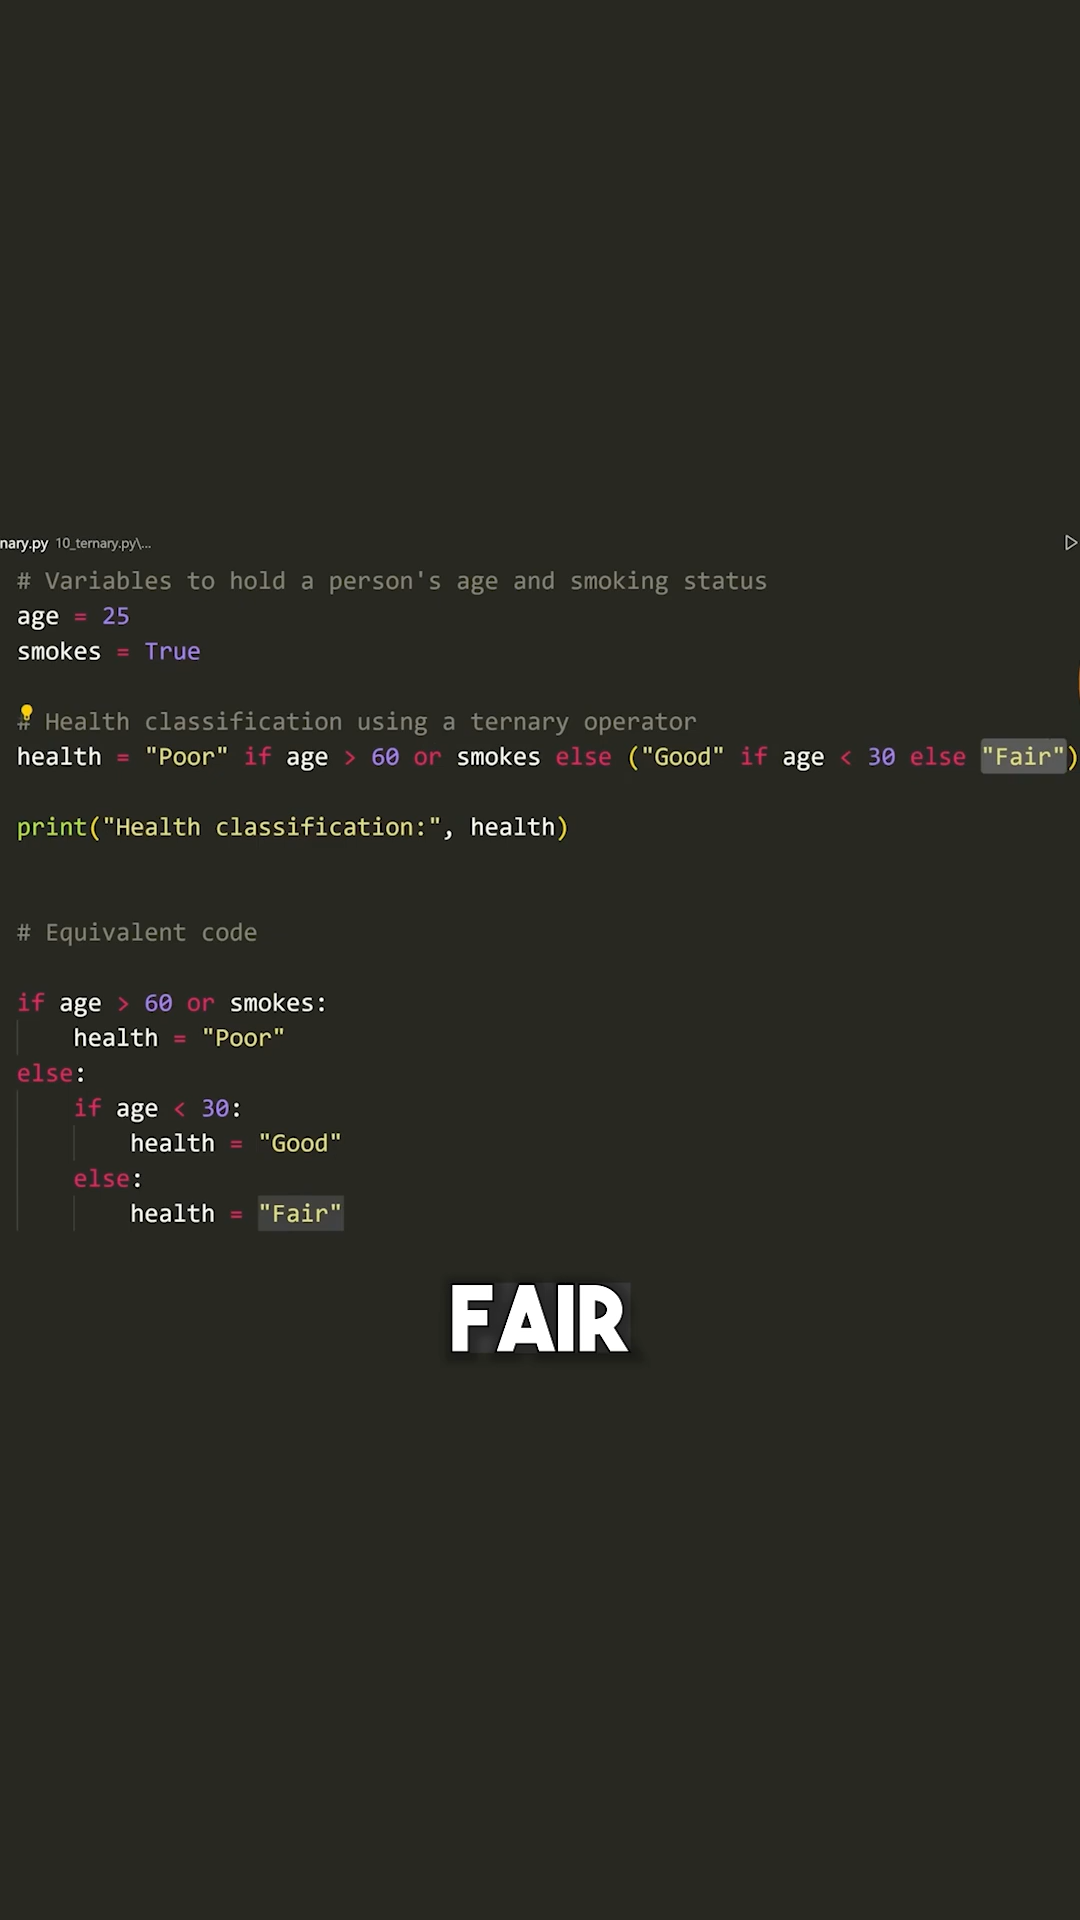 nary.py 10_ternary.py\...
# Variables to hold a person's age and smoking status
age = 25
smokes = True
# Health classification using a ternary operator
health = "Poor" if age > 60 or smokes else ("Good" if age < 30 else "Fair")
print("Health classification:", health)
# Equivalent code
if age > 60 or smokes:
    health = "Poor"
else:
    if age < 30:
        health = "Good"
    else:
        health = "Fair"
FAIR